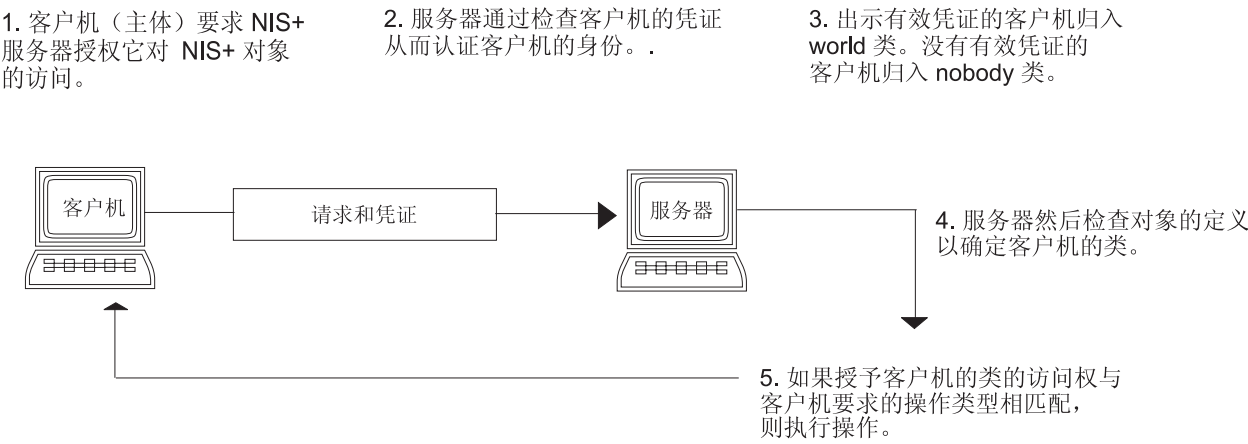 1. 客户机（主体）要求 NIS+
服务器授权它对 NIS+ 对象
的访问。
2. 服务器通过检查客户机的凭证
从而认证客户机的身份。.
3. 出示有效凭证的客户机归入
world 类。没有有效凭证的
客户机归入 nobody 类。
客户机
请求和凭证
服务器
4. 服务器然后检查对象的定义
以确定客户机的类。
5. 如果授予客户机的类的访问权与
客户机要求的操作类型相匹配，
则执行操作。